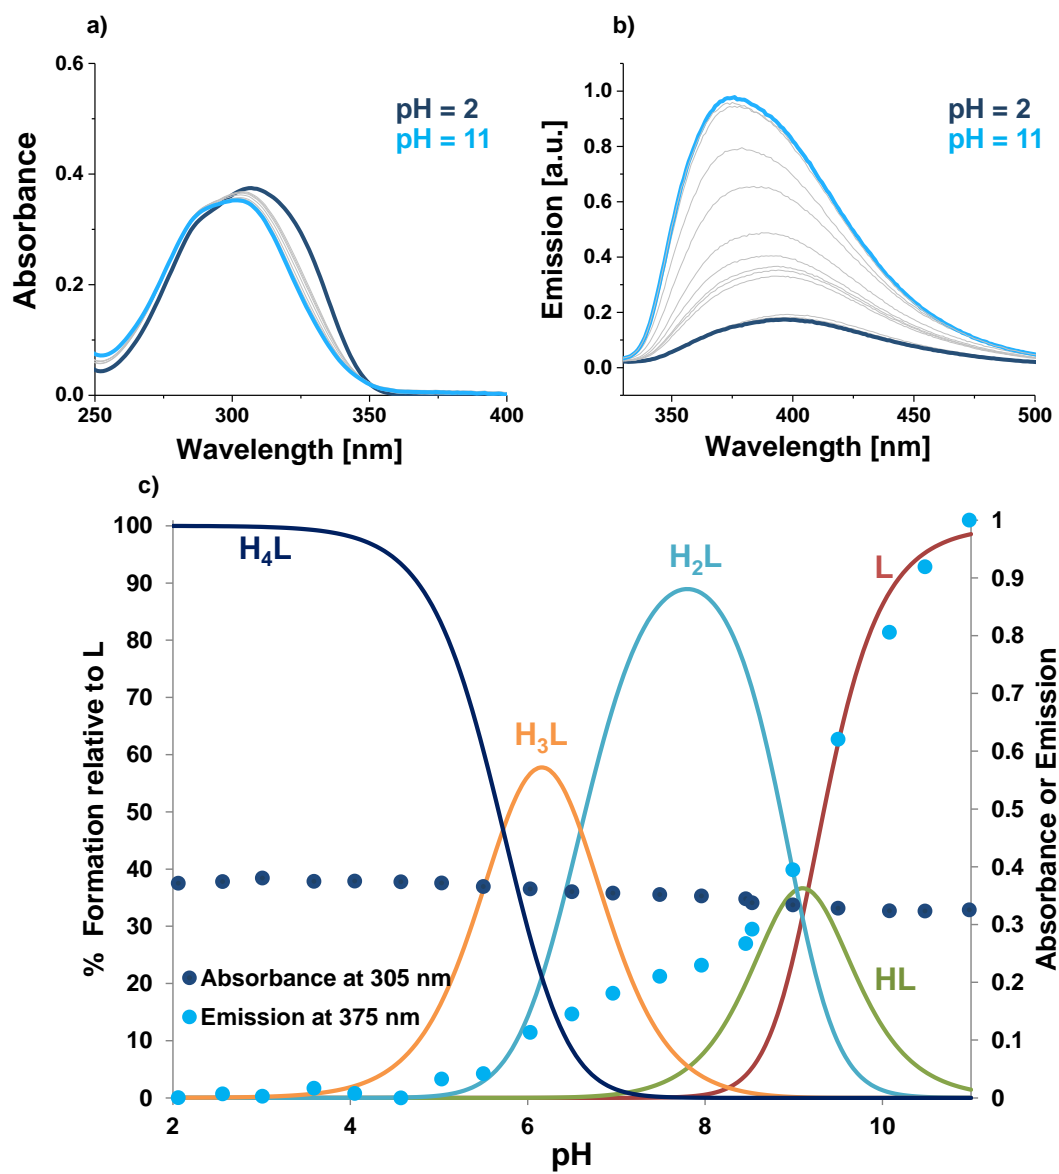 a)
0.6
0.4
0.2
0.0
250
300
350
400
Absorbance
Wavelength [nm]
pH = 2
pH = 11
b)
1.0
0.8
0.6
0.4
0.2
0.0
350
400
450
500
Emission [a.u.]
Wavelength [nm]
pH = 2
pH = 11
c)
100
90
80
70
60
50
40
30
20
10
0
% Formation relative to L
1
0.9
0.8
0.7
0.6
0.5
0.4
0.3
0.2
0.1
0
Absorbance or Emission
H₄L
H₃L
H₂L
HL
L
Absorbance at 305 nm
Emission at 375 nm
2
4
6
8
10
pH